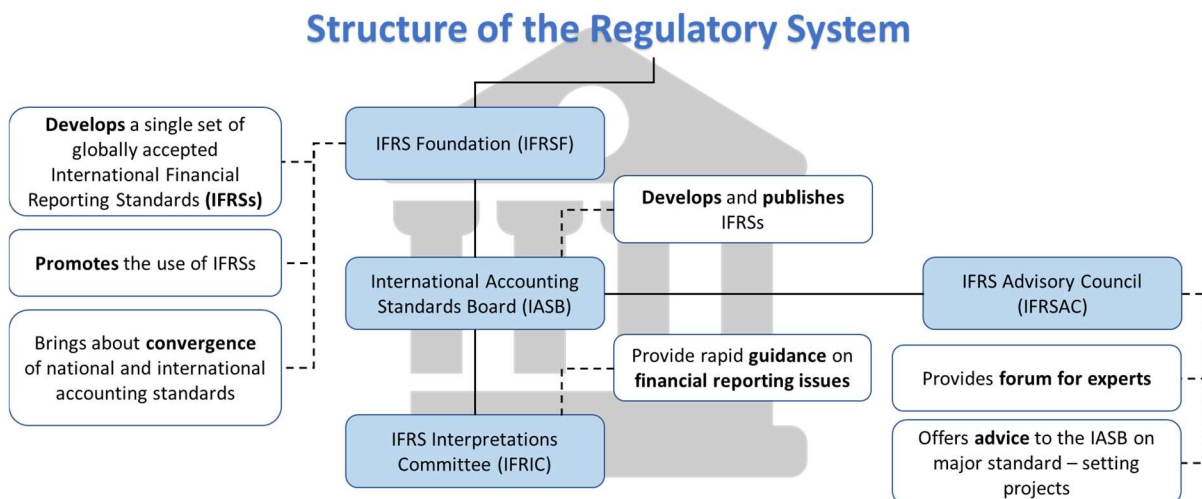 Structure of the Regulatory System
Develops a single set of
globally accepted
International Financial
Reporting Standards (IFRSs)
Promotes the use of IFRSs
Brings about convergence
of national and international
accounting standards
IFRS Foundation (IFRSF)
Develops and publishes
IFRSs
International Accounting
Standards Board (IASB)
Provide rapid guidance on
financial reporting issues
IFRS Interpretations
Committee (IFRIC)
IFRS Advisory Council
(IFRSAC)
Provides forum for experts
Offers advice to the IASB on
major standard – setting
projects